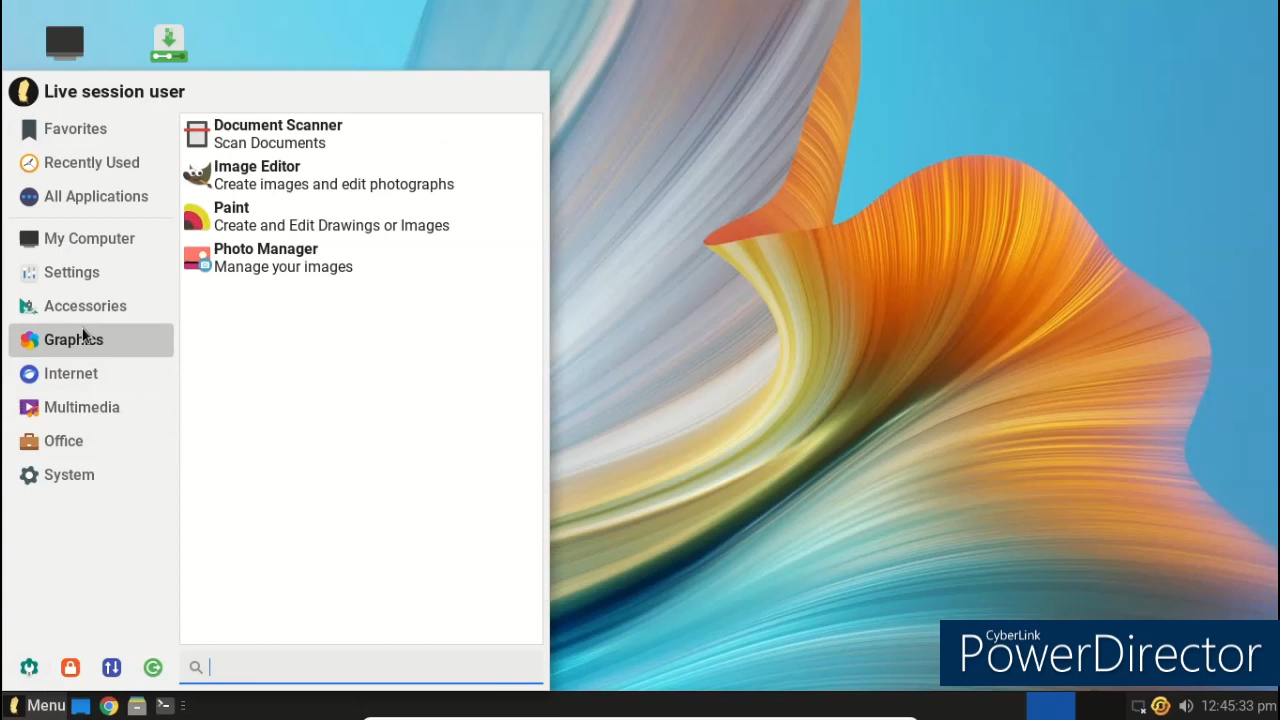 Live session user
Favorites
Recently Used
All Applications
My Computer
Settings
Accessories
Graphics
Internet
Multimedia
Office
System
Document Scanner
Scan Documents
Image Editor
Create images and edit photographs
Paint
Create and Edit Drawings or Images
Photo Manager
Manage your images
CyberLink
PowerDirector
Menu
12:45:33 pm